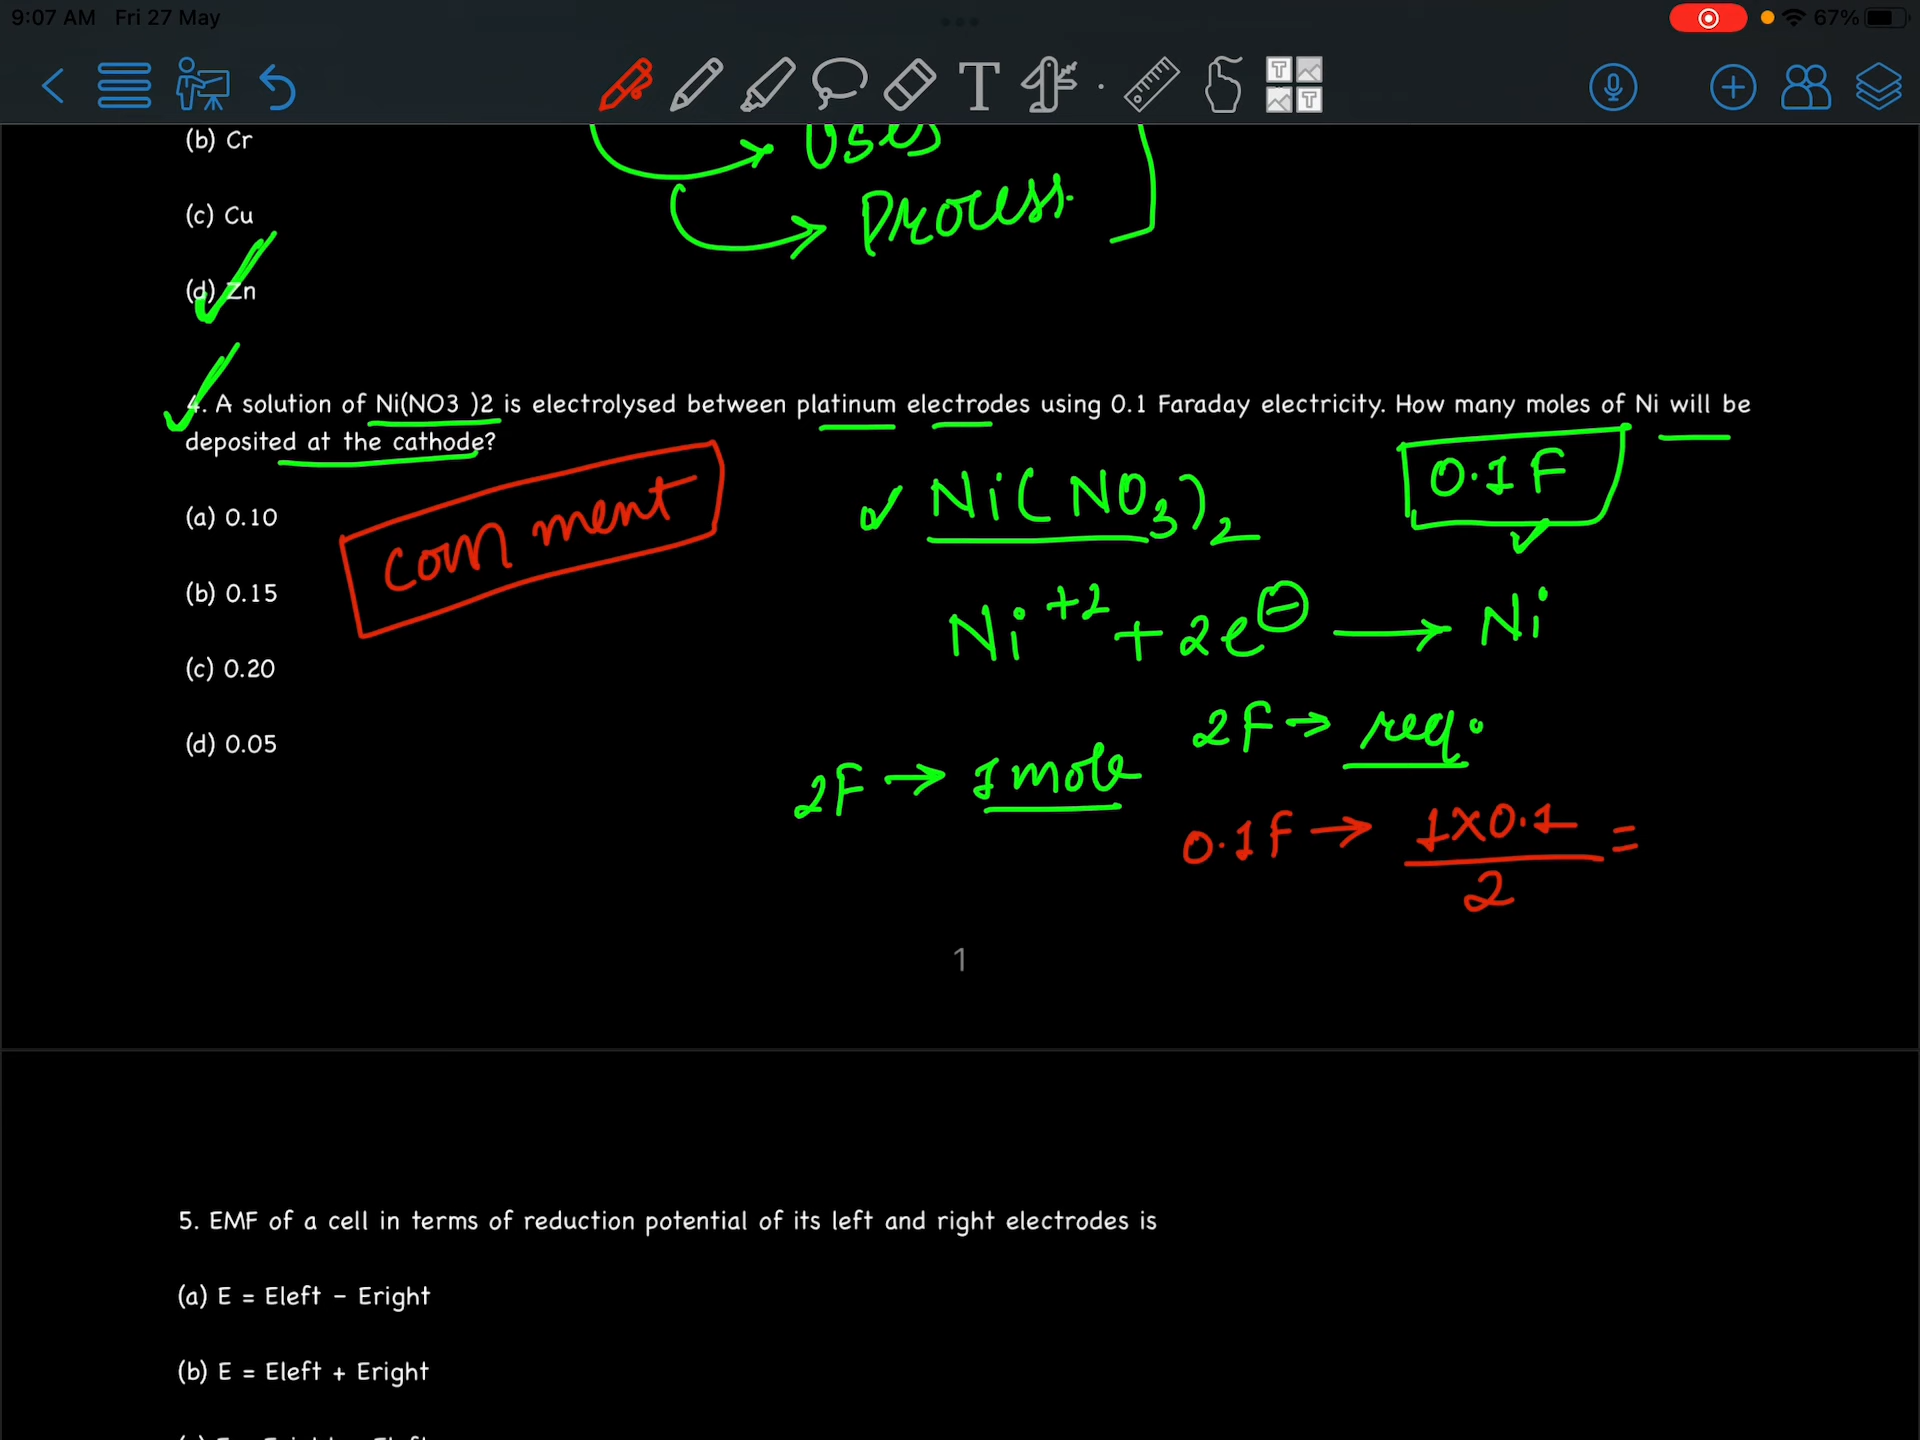 9:07 AM Fri 27 May
67%
(b) Cr
Uses
(c) Cu
Process.
(d) Zn
4. A solution of Ni(NO3 )2 is electrolysed between platinum electrodes using 0.1 Faraday electricity. How many moles of Ni will be
deposited at the cathode?
0.1 F
Ni(NO₃)₂
(a) 0.10
comment
(b) 0.15
Ni⁺² + 2e⊖ → Ni
(c) 0.20
2F → req.
(d) 0.05
2F → 1 mole
0.1F → 1x0.1 =
2
1
5. EMF of a cell in terms of reduction potential of its left and right electrodes is
(a) E = Eleft - Eright
(b) E = Eleft + Eright